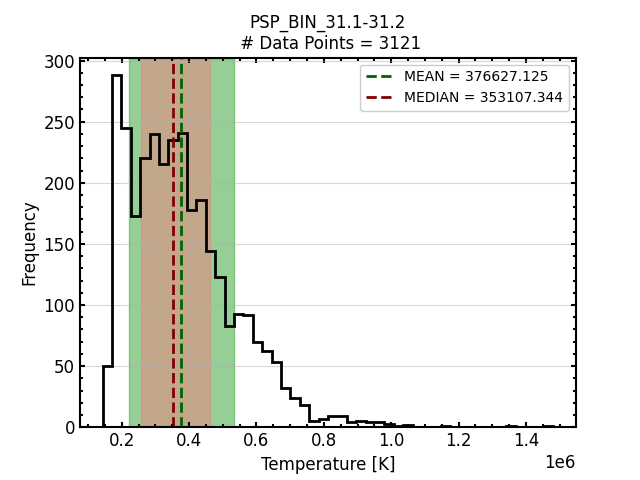 PSP_BIN_31.1-31.2
# Data Points = 3121
MEAN = 376627.125
MEDIAN = 353107.344
Frequency
300
250
200
150
100
50
0
0.2 0.4 0.6 0.8 1.0 1.2 1.4
1e6
Temperature [K]